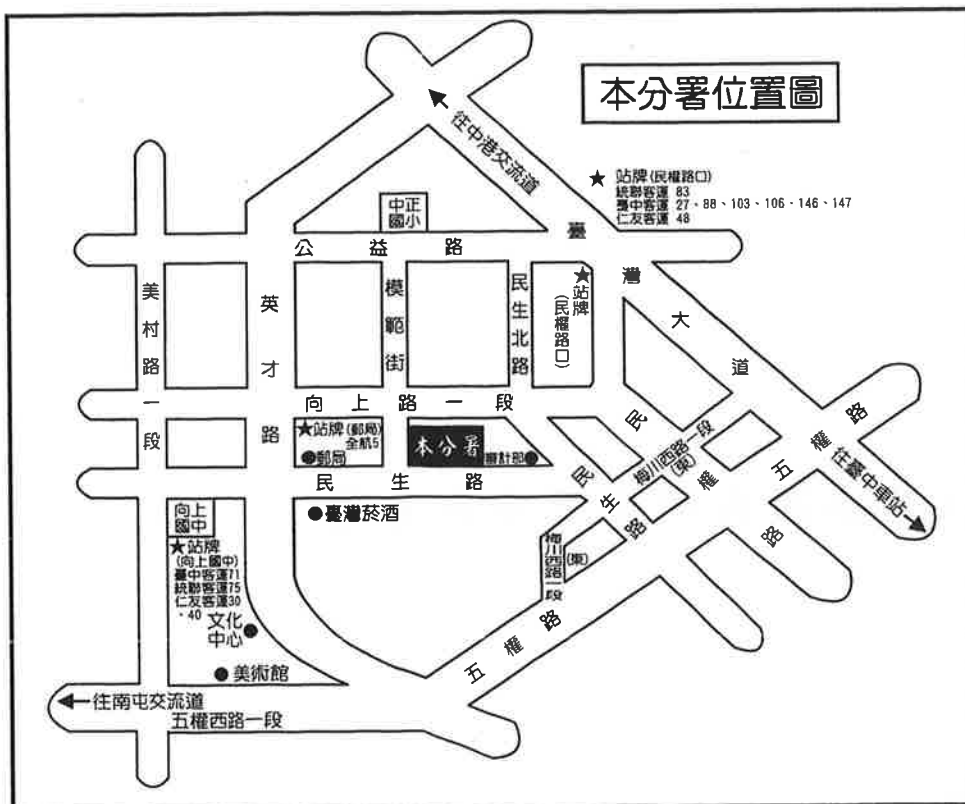 本分署位置圖
往中港交流道
★ 站牌(民權路口)
統聯客運 83
臺中客運 27、88、103、106、146、147
仁友客運 48
中正
國小
公益路
臺灣大道
美村路一段
英才路
模範街
民生北路
★站牌
(民權路口)
向上路一段
★站牌(郵局)
全航5
●郵局
本分署
審計部●
民權路
梅川西路一段
(東)
五權路
往臺中車站
民生路
民生路
●臺灣菸酒
向上
國中
★站牌
(向上國中)
臺中客運71
統聯客運75
仁友客運30
、40
文化
中心●
●美術館
梅川西路一段
(東)
五權路
往南屯交流道
五權西路一段